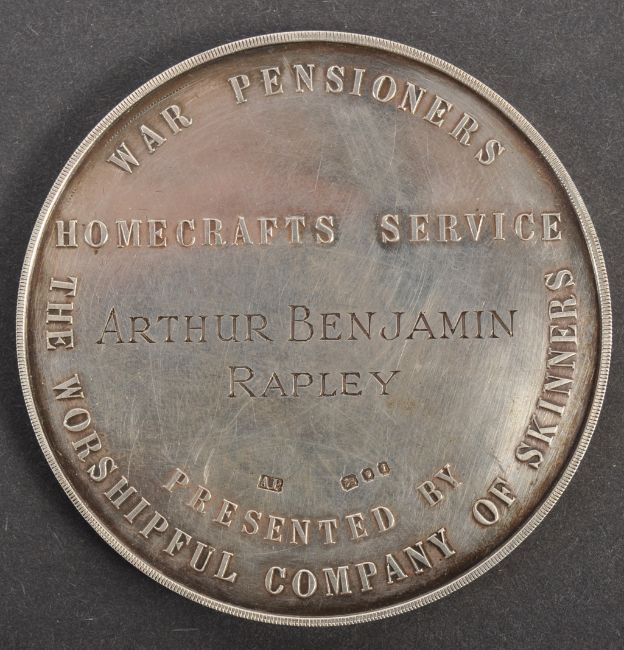 WAR PENSIONERS
HOMECRAFTS SERVICE
ARTHUR BENJAMIN
RAPLEY
PRESENTED BY
THE WORSHIPFUL COMPANY OF SKINNERS